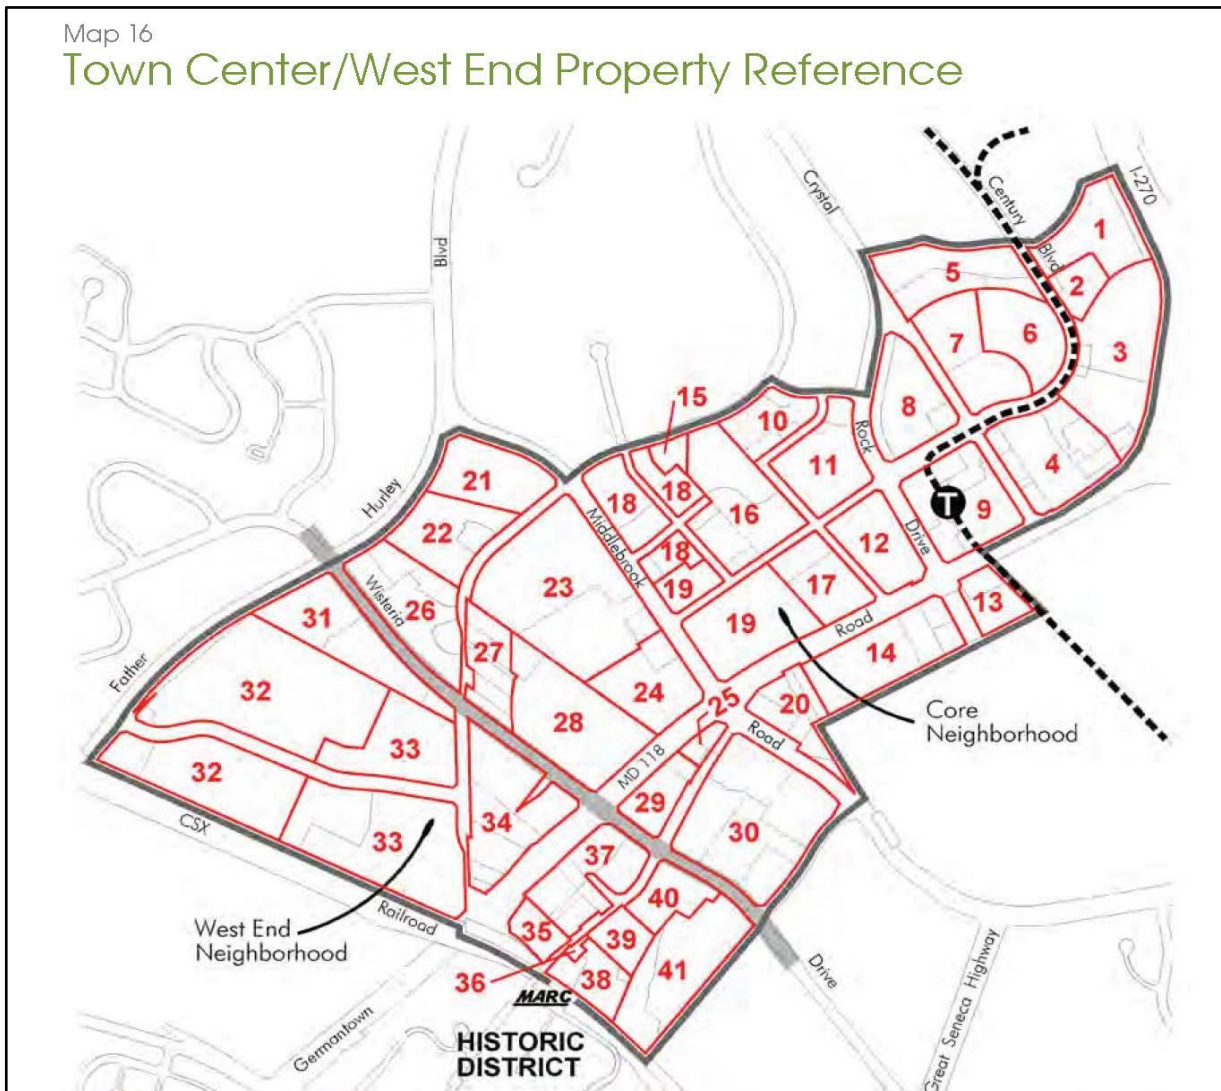 Map 16
Town Center/West End Property Reference
Crystal
Century
I-270
Blvd
Blvd
1
2
5
3
7
6
8
15
10
Rock
11
4
21
18
18
16
T
9
Hurley
Middlebrook
22
12
Drive
18
23
19
17
13
Wisteria
26
31
19
Road
14
27
24
Father
32
25
20
28
Road
Core
Neighborhood
33
MD 118
32
29
34
30
CSX
33
37
40
West End
Neighborhood
Railroad
35
39
41
36
38
MARC
Drive
Great Seneca Highway
Germantown
HISTORIC
DISTRICT